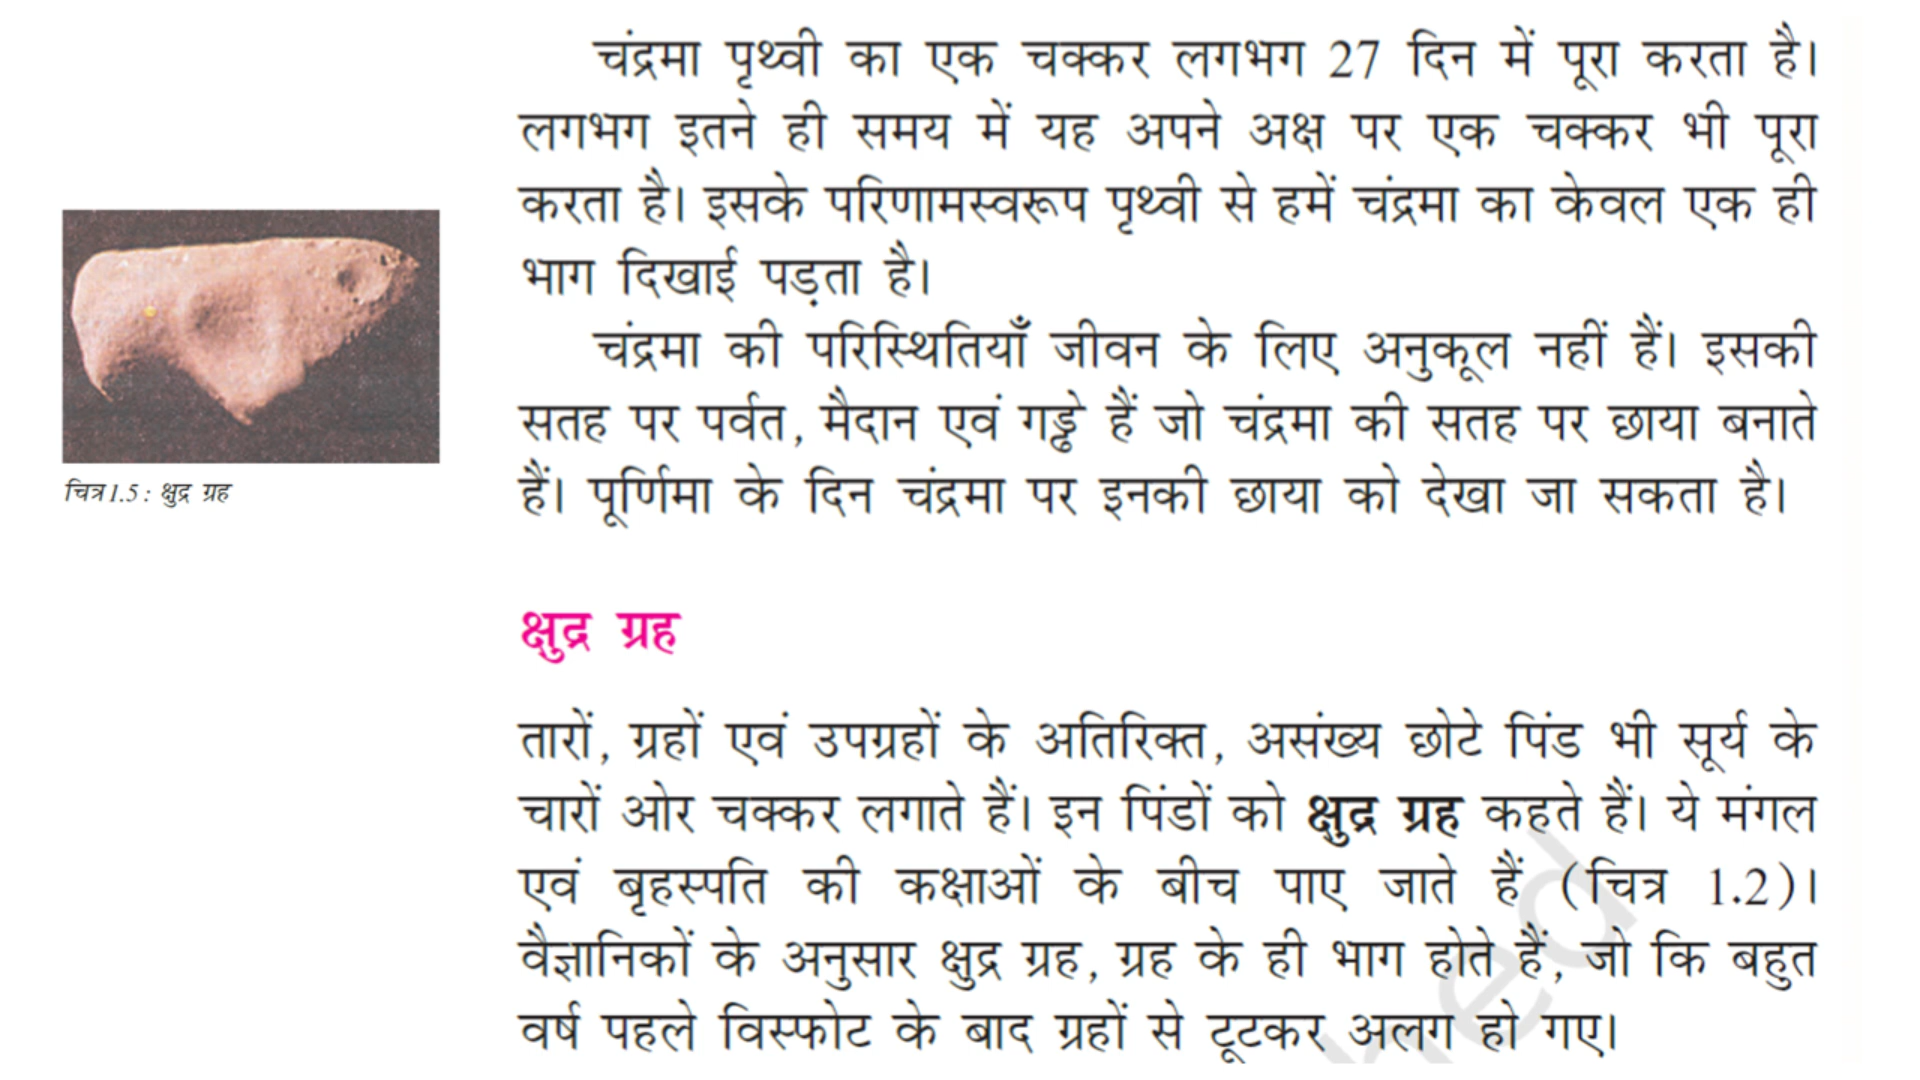 चंद्रमा पृथ्वी का एक चक्कर लगभग 27 दिन में पूरा करता है।
लगभग इतने ही समय में यह अपने अक्ष पर एक चक्कर भी पूरा
करता है। इसके परिणामस्वरूप पृथ्वी से हमें चंद्रमा का केवल एक ही
भाग दिखाई पड़ता है।
चंद्रमा की परिस्थितियाँ जीवन के लिए अनुकूल नहीं हैं। इसकी
सतह पर पर्वत, मैदान एवं गड्ढे हैं जो चंद्रमा की सतह पर छाया बनाते
हैं। पूर्णिमा के दिन चंद्रमा पर इनकी छाया को देखा जा सकता है।
चित्र 1.5 : क्षुद्र ग्रह
क्षुद्र ग्रह
तारों, ग्रहों एवं उपग्रहों के अतिरिक्त, असंख्य छोटे पिंड भी सूर्य के
चारों ओर चक्कर लगाते हैं। इन पिंडों को क्षुद्र ग्रह कहते हैं। ये मंगल
एवं बृहस्पति की कक्षाओं के बीच पाए जाते हैं (चित्र 1.2)।
वैज्ञानिकों के अनुसार क्षुद्र ग्रह, ग्रह के ही भाग होते हैं, जो कि बहुत
वर्ष पहले विस्फोट के बाद ग्रहों से टूटकर अलग हो गए।